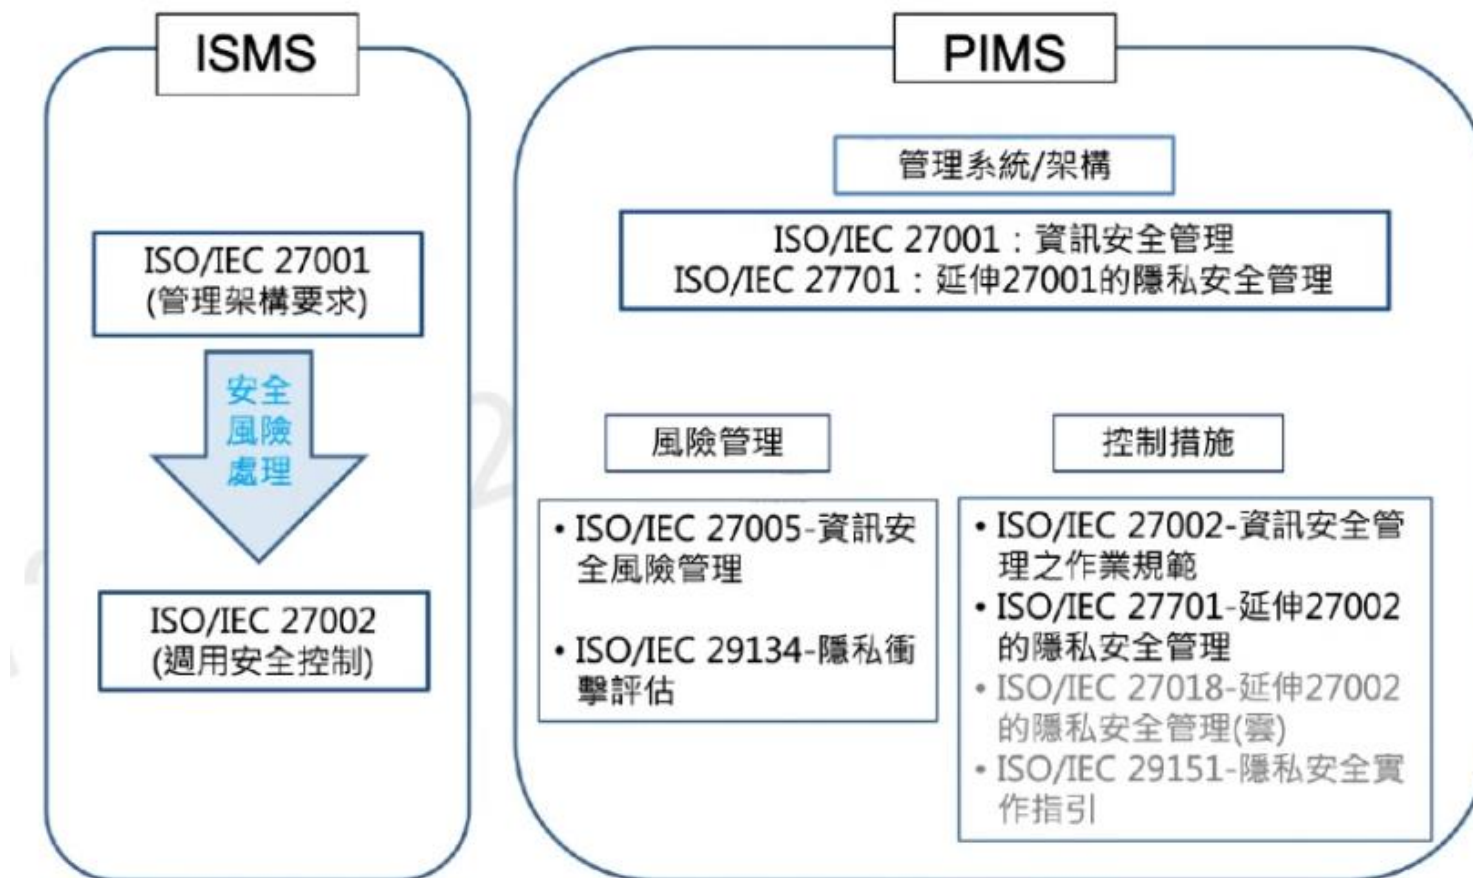 ISMS
ISO/IEC 27001
(管理架構要求)
安全
風險
處理
ISO/IEC 27002
(週用安全控制)
PIMS
管理系統/架構
ISO/IEC 27001：資訊安全管理
ISO/IEC 27701：延伸27001的隱私安全管理
風險管理
• ISO/IEC 27005-資訊安
全風險管理
• ISO/IEC 29134-隱私衝
擊評估
控制措施
• ISO/IEC 27002-資訊安全管
理之作業規範
• ISO/IEC 27701-延伸27002
的隱私安全管理
• ISO/IEC 27018-延伸27002
的隱私安全管理(雲)
• ISO/IEC 29151-隱私安全實
作指引